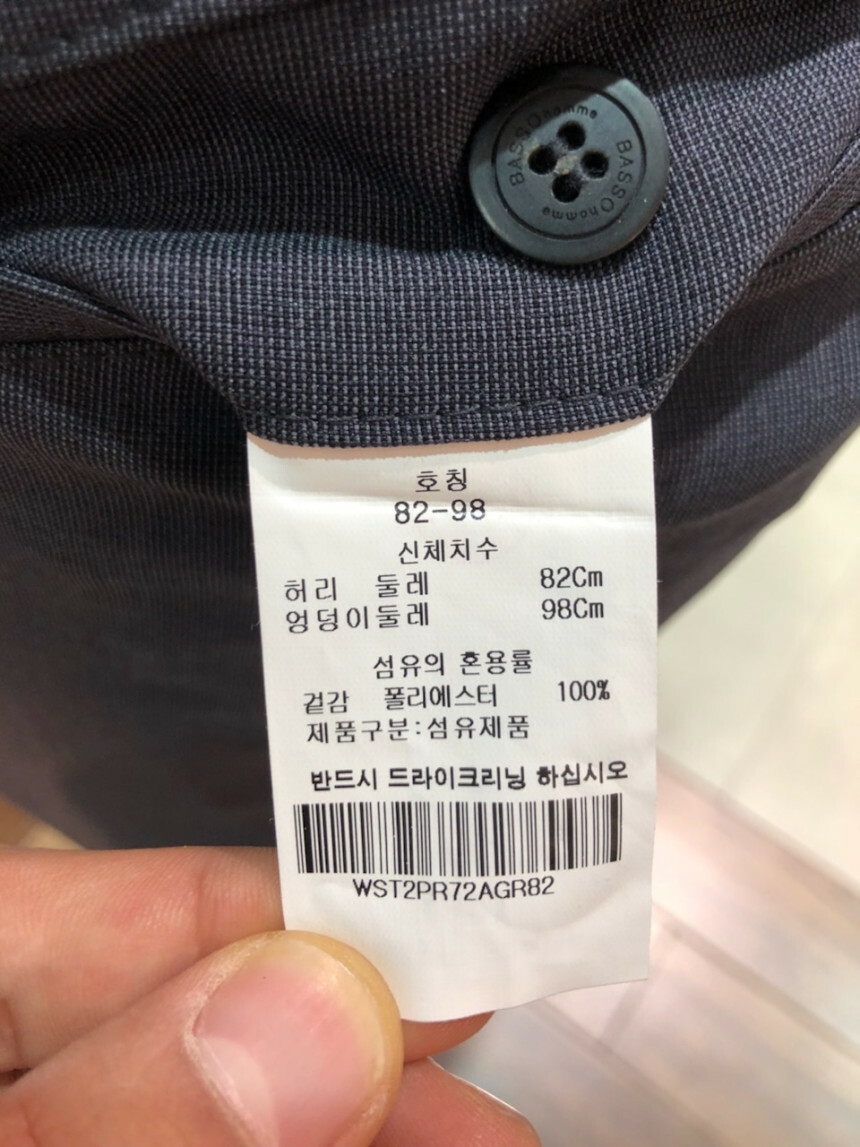 BASSOhomme
BASSOhomme
호칭
82-98
신체치수
허리 둘레 82Cm
엉덩이둘레 98Cm
섬유의 혼용률
겉감 폴리에스터 100%
제품구분:섬유제품
반드시 드라이크리닝 하십시오
WST2PR72AGR82